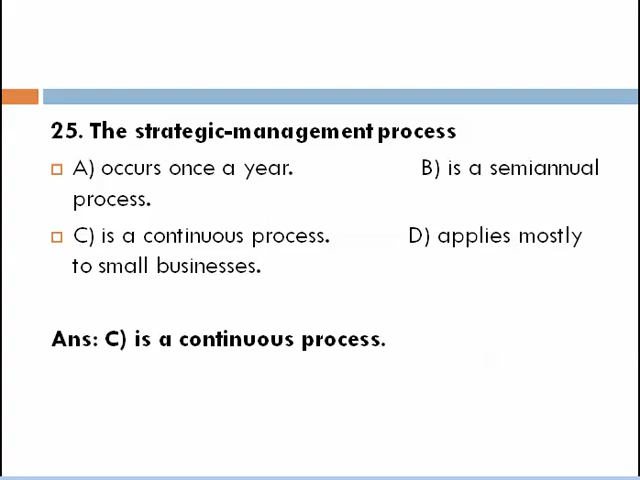 25. The strategic-management process
A) occurs once a year. B) is a semiannual
process.
C) is a continuous process. D) applies mostly
to small businesses.
Ans: C) is a continuous process.